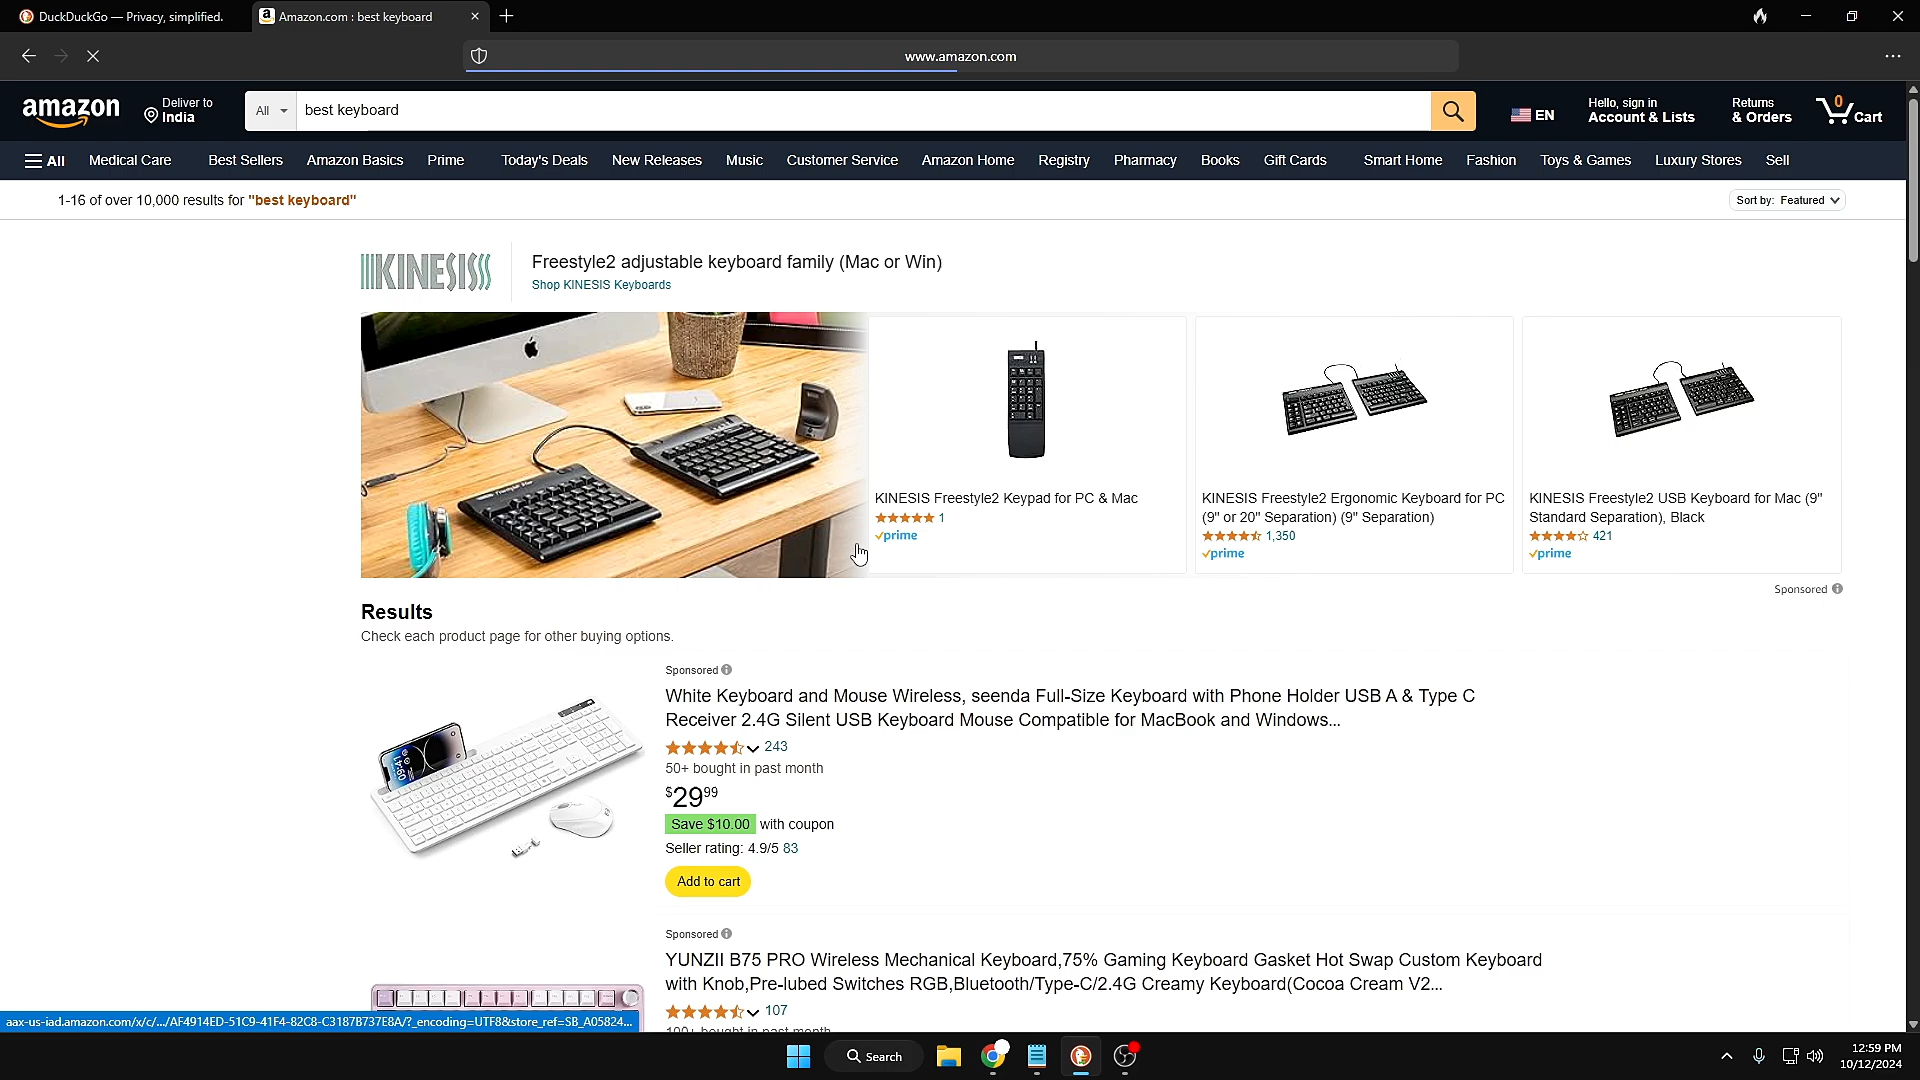 DuckDuckGo — Privacy, simplified.
Amazon.com : best keyboard
www.amazon.com
amazon
Deliver to
India
All
best keyboard
EN
Hello, sign in
Account & Lists
Returns
& Orders
0
Cart
All
Medical Care
Best Sellers
Amazon Basics
Prime
Today's Deals
New Releases
Music
Customer Service
Amazon Home
Registry
Pharmacy
Books
Gift Cards
Smart Home
Fashion
Toys & Games
Luxury Stores
Sell
1-16 of over 10,000 results for "best keyboard"
Sort by: Featured
KINESIS
Freestyle2 adjustable keyboard family (Mac or Win)
Shop KINESIS Keyboards
KINESIS Freestyle2 Keypad for PC & Mac
1
prime
KINESIS Freestyle2 Ergonomic Keyboard for PC
(9" or 20" Separation) (9" Separation)
1,350
prime
KINESIS Freestyle2 USB Keyboard for Mac (9"
Standard Separation), Black
421
prime
Sponsored
Results
Check each product page for other buying options.
Sponsored
White Keyboard and Mouse Wireless, seenda Full-Size Keyboard with Phone Holder USB A & Type C
Receiver 2.4G Silent USB Keyboard Mouse Compatible for MacBook and Windows...
243
50+ bought in past month
$2999
Save $10.00 with coupon
Seller rating: 4.9/5 83
Add to cart
Sponsored
YUNZII B75 PRO Wireless Mechanical Keyboard,75% Gaming Keyboard Gasket Hot Swap Custom Keyboard
with Knob,Pre-lubed Switches RGB,Bluetooth/Type-C/2.4G Creamy Keyboard(Cocoa Cream V2...
107
100+ bought in past month
aax-us-iad.amazon.com/x/c/.../AF4914ED-51C9-41F4-82C8-C3187B737E8A/?_encoding=UTF8&store_ref=SB_A05824...
Search
12:59 PM
10/12/2024